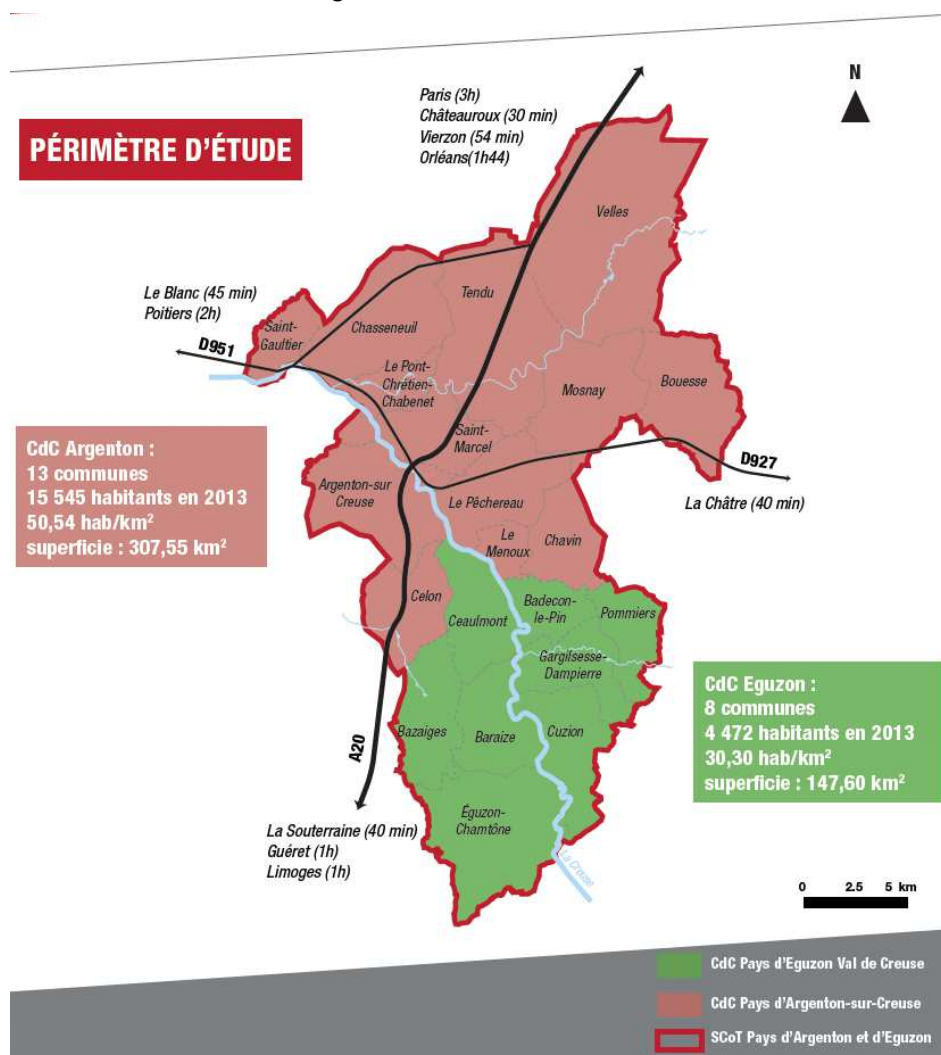 PÉRIMÈTRE D'ÉTUDE
Paris (3h)
Châteauroux (30 min)
Vierzon (54 min)
Orléans(1h44)
N
Velles
Le Blanc (45 min)
Poitiers (2h)
D951
Saint-
Gaultier
Chasseneuil
Tendu
Le Pont-
Chrétien-
Chabenet
Mosnay
Bouesse
Saint-
Marcel
D927
La Châtre (40 min)
CdC Argenton :
13 communes
15 545 habitants en 2013
50,54 hab/km²
superficie : 307,55 km²
Argenton-sur
Creuse
Le Pêchereau
Le
Menoux
Chavin
Celon
Ceaulmont
Badecon-
le-Pin
Pommiers
Gargilsesse-
Dampierre
CdC Eguzon :
8 communes
4 472 habitants en 2013
30,30 hab/km²
superficie : 147,60 km²
Bazaiges
Baraize
Cuzion
A20
Éguzon-
Chamtône
La Creuse
La Souterraine (40 min)
Guéret (1h)
Limoges (1h)
0 2.5 5 km
CdC Pays d'Eguzon Val de Creuse
CdC Pays d'Argenton-sur-Creuse
SCoT Pays d'Argenton et d'Eguzon